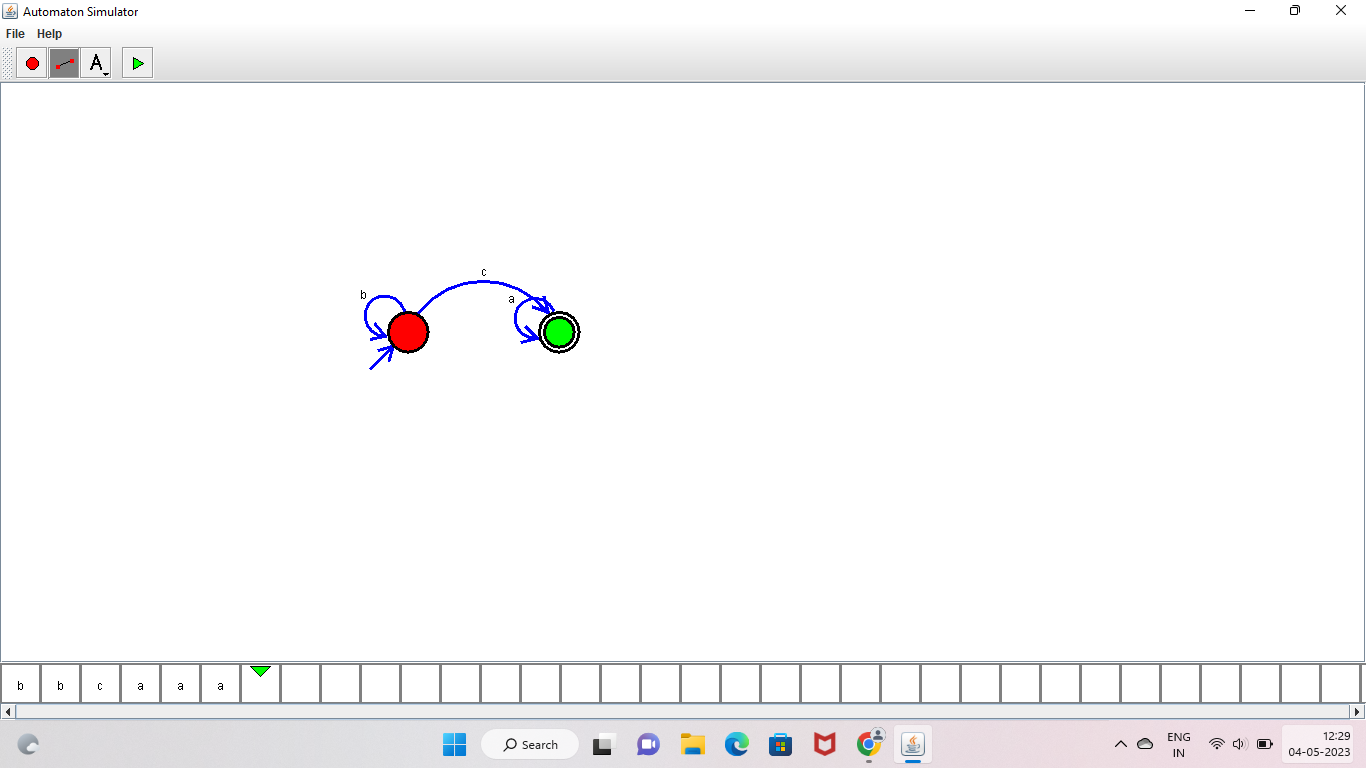 Automaton Simulator
File Help
A
c
b
a
b b c a a a
Search
ENG
IN
12:29
04-05-2023